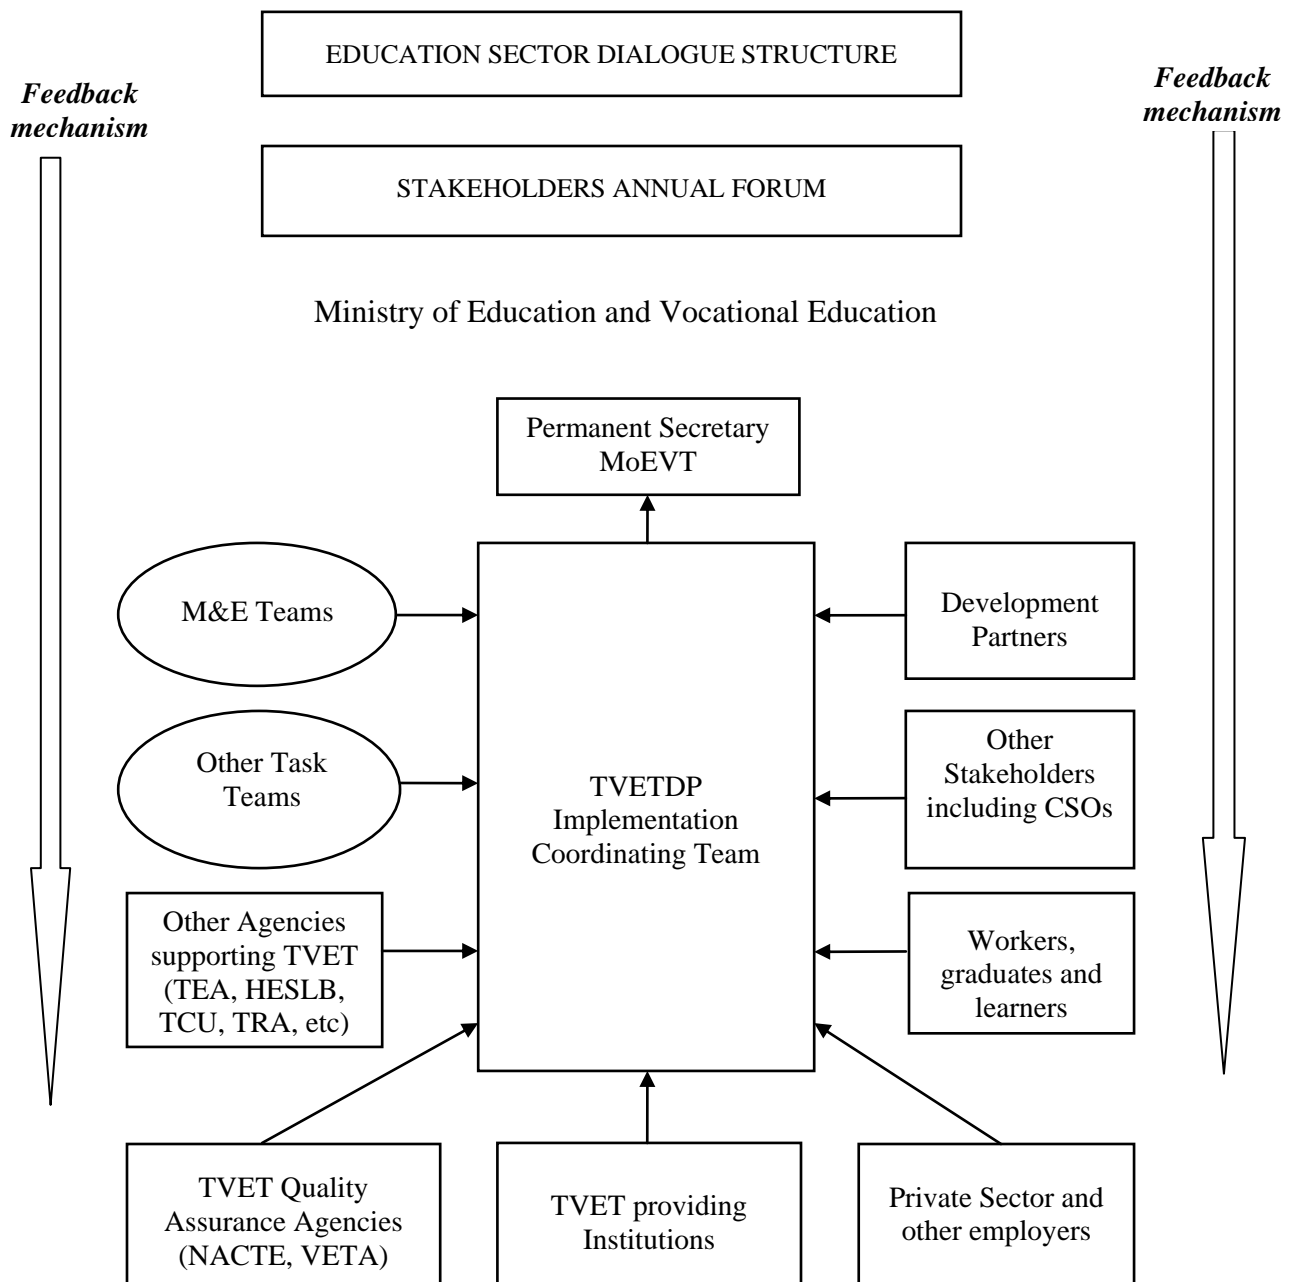 EDUCATION SECTOR DIALOGUE STRUCTURE
Feedback
mechanism
Feedback
mechanism
STAKEHOLDERS ANNUAL FORUM
Ministry of Education and Vocational Education
Permanent Secretary
MoEVT
M&E Teams
Development
Partners
Other Task
Teams
TVETDP
Implementation
Coordinating Team
Other
Stakeholders
including CSOs
Other Agencies
supporting TVET
(TEA, HESLB,
TCU, TRA, etc)
Workers,
graduates and
learners
TVET Quality
Assurance Agencies
(NACTE, VETA)
TVET providing
Institutions
Private Sector and
other employers